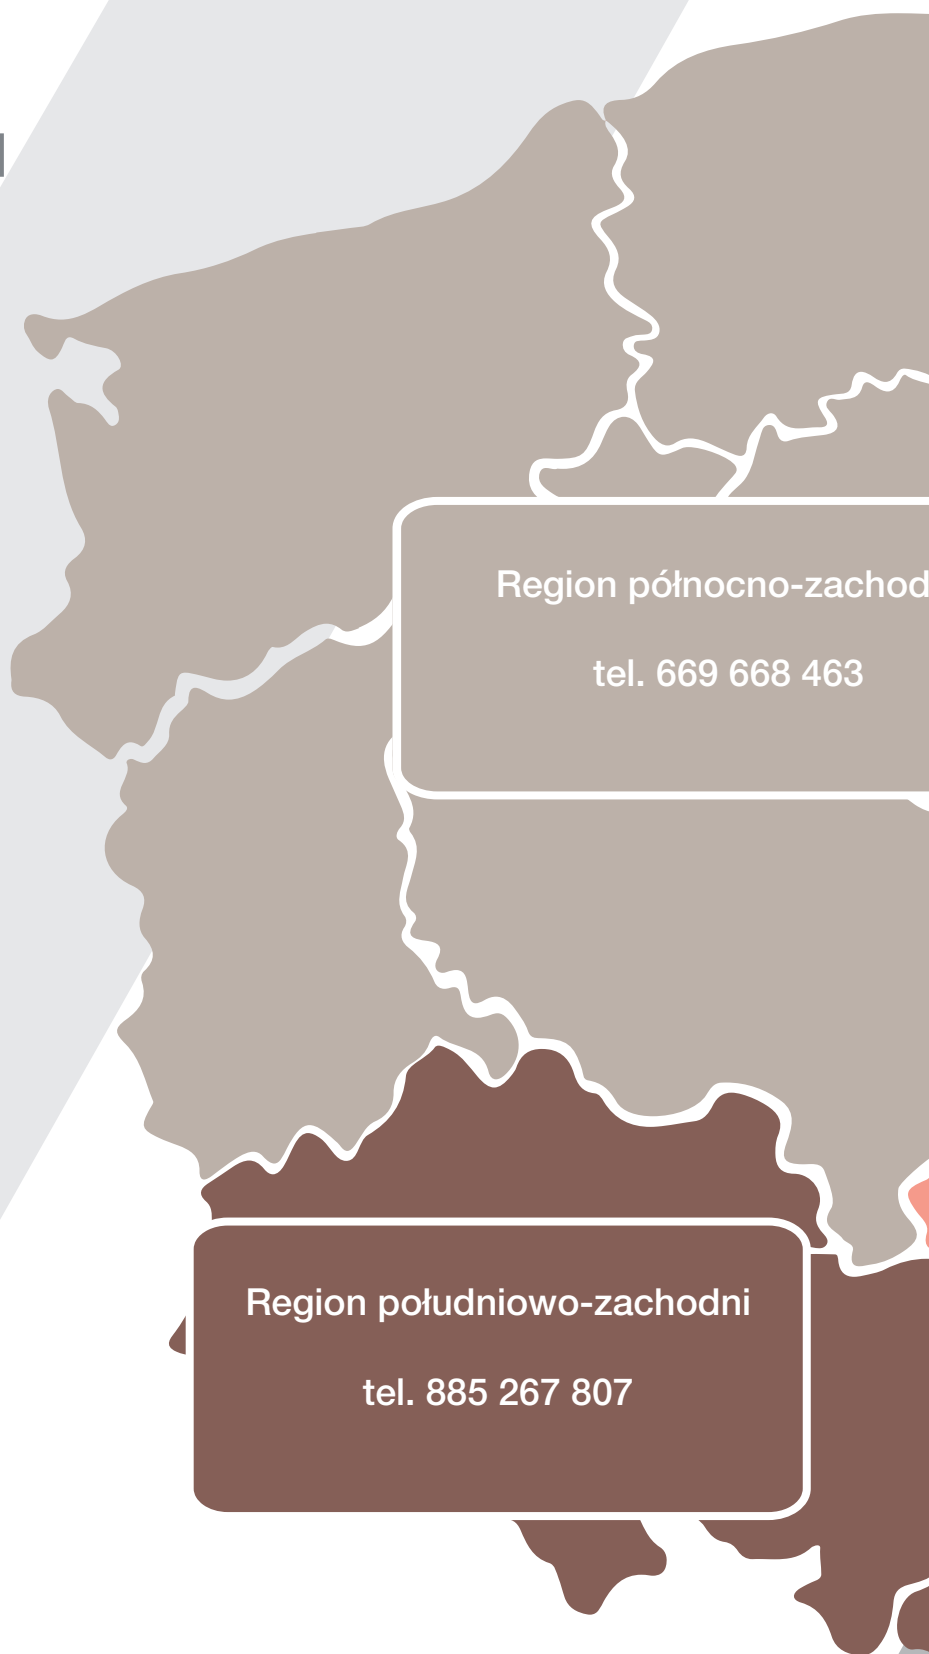 Region północno-zachod
tel. 669 668 463
Region południowo-zachodni
tel. 885 267 807